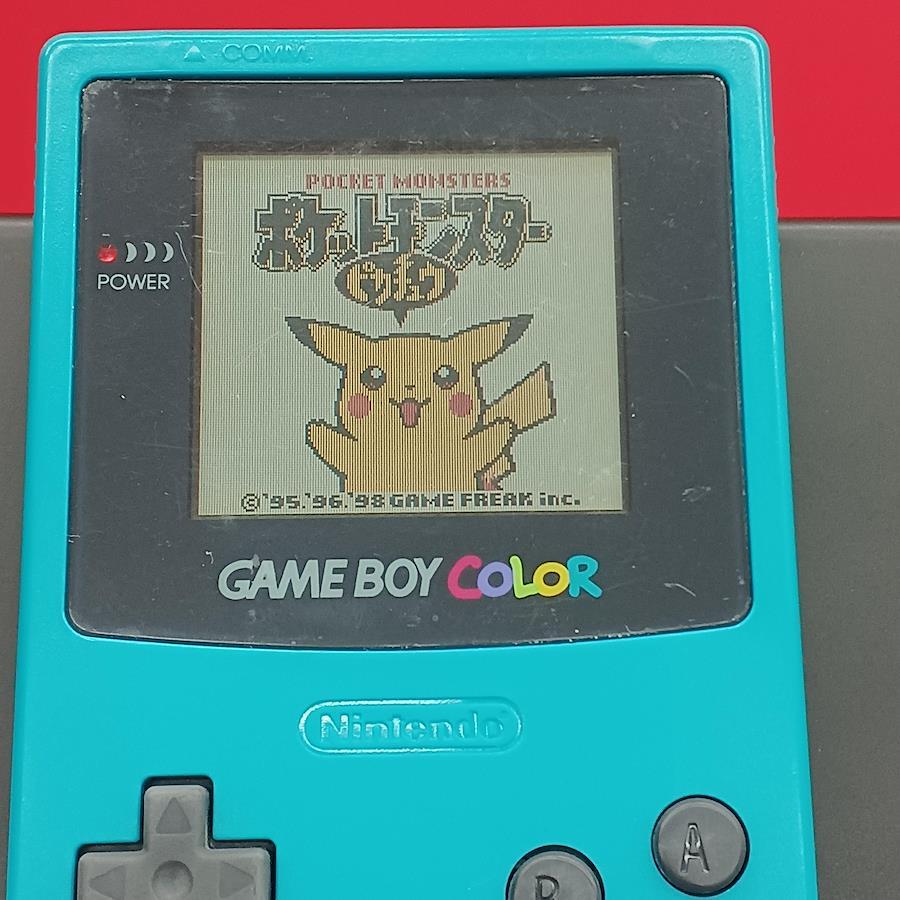 COMM.
POCKET MONSTERS
ポケットモンスター
ピカチュウ
POWER
©'95.'96.'98 GAME FREAK inc.
GAME BOY COLOR
Nintendo
A
B